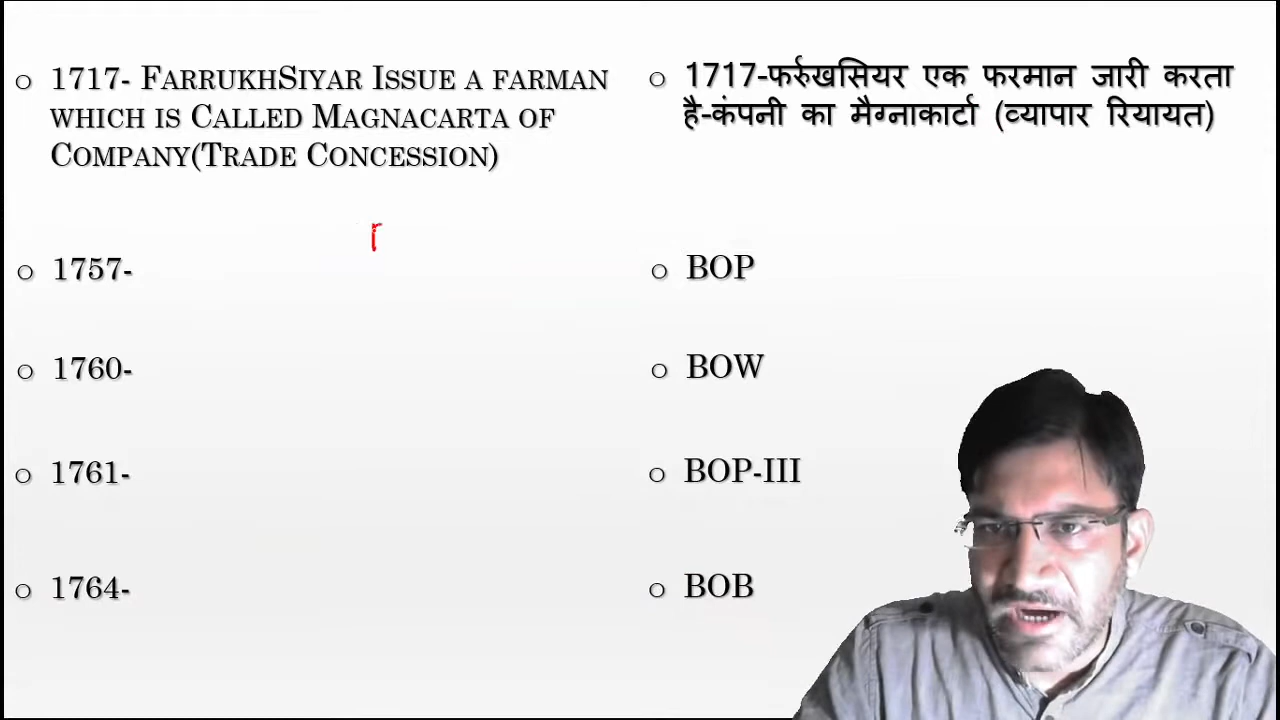 1717- FARRUKHSIYAR ISSUE A FARMAN
WHICH IS CALLED MAGNACARTA OF
COMPANY(TRADE CONCESSION)
1757-
1760-
1761-
1764-
1717-फर्रुखसियर एक फरमान जारी करता
है-कंपनी का मैग्नाकार्टा (व्यापार रियायत)
BOP
BOW
BOP-III
BOB